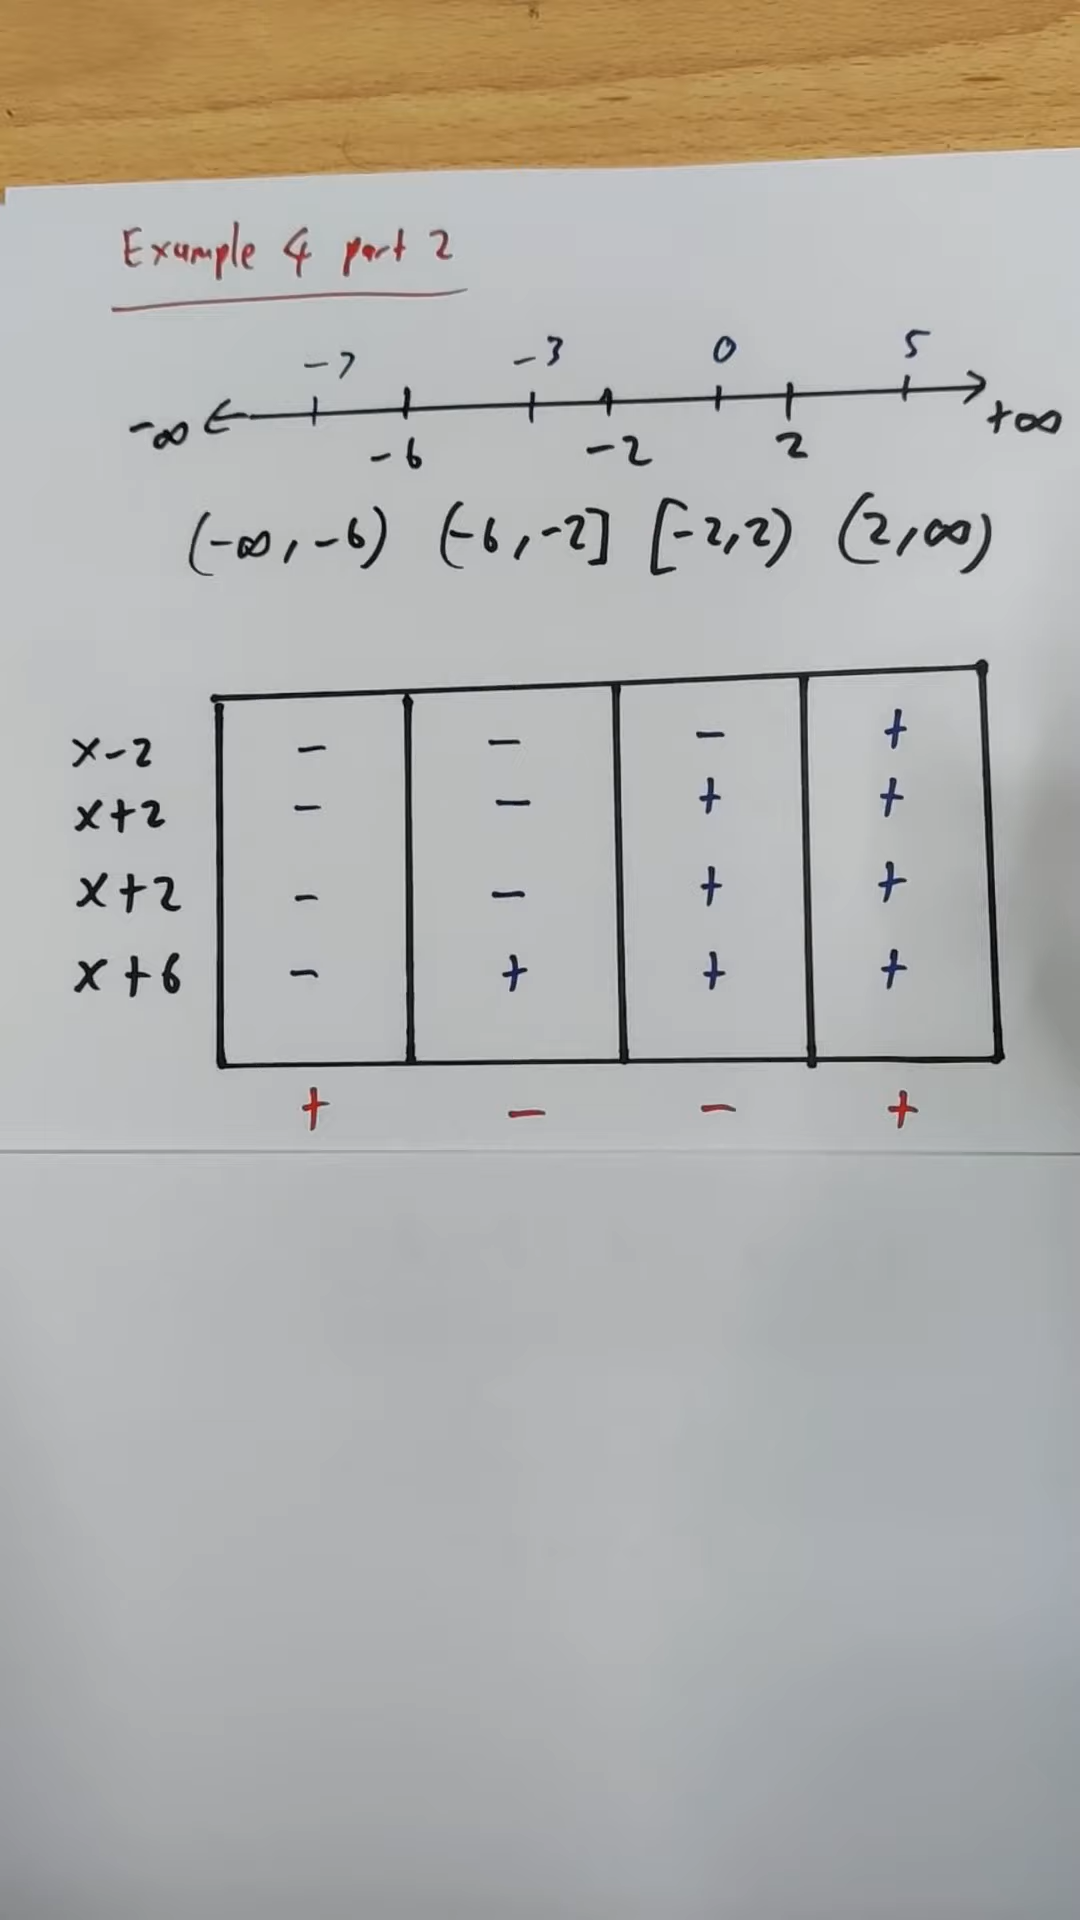 Example 4 part 2
-7 -3 0 5
-∞ +∞
-6 -2 2
(-∞, -6) (-6, -2] [-2, 2) (2, ∞)
x-2 - - - +
x+2 - - + +
x+2 - - + +
x+6 - + + +
+ - - +